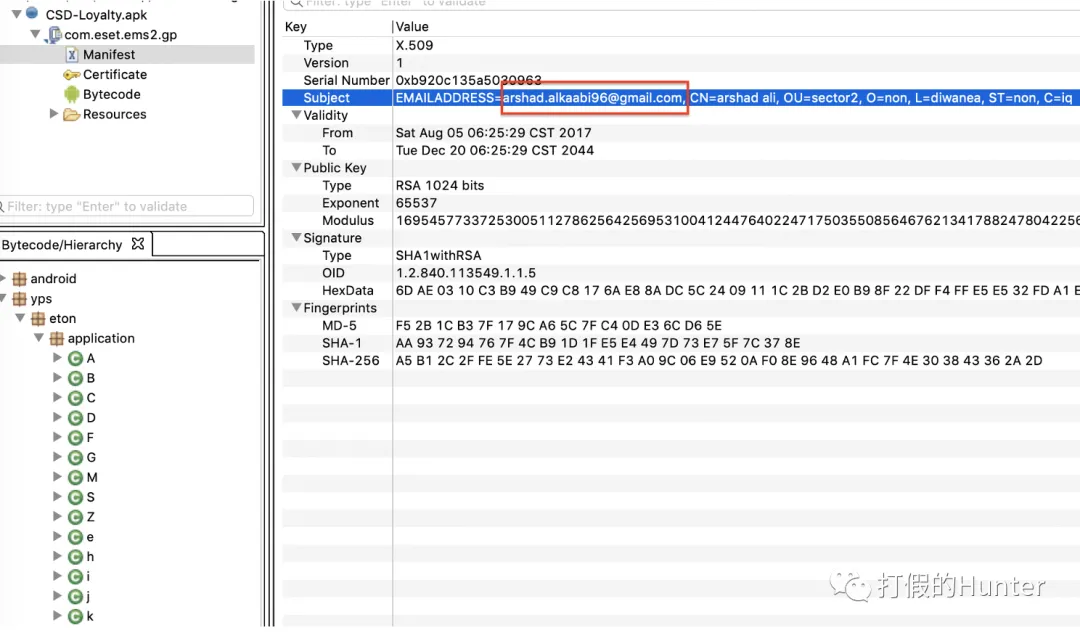 CSD-Loyalty.apk
com.eset.ems2.gp
Manifest
Certificate
Bytecode
Resources
Filter: type "Enter" to validate
Bytecode/Hierarchy
android
yps
eton
application
A
B
C
D
F
G
M
S
Z
e
h
i
j
k
Filter: type "Enter" to validate
Key Value
Type X.509
Version 1
Serial Number 0xb920c135a5030963
Subject EMAILADDRESS=arshad.alkaabi96@gmail.com, CN=arshad ali, OU=sector2, O=non, L=diwanea, ST=non, C=iq
Validity
From Sat Aug 05 06:25:29 CST 2017
To Tue Dec 20 06:25:29 CST 2044
Public Key
Type RSA 1024 bits
Exponent 65537
Modulus 1695457733725300511278625642569531004124476402247175035508564676213417882478042256
Signature
Type SHA1withRSA
OID 1.2.840.113549.1.1.5
HexData 6D AE 03 10 C3 B9 49 C9 C8 17 6A E8 8A DC 5C 24 09 11 1C 2B D2 E0 B9 8F 22 DF F4 FF E5 E5 32 FD A1 E
Fingerprints
MD-5 F5 2B 1C B3 7F 17 9C A6 5C 7F C4 0D E3 6C D6 5E
SHA-1 AA 93 72 94 76 7F 4C B9 1D 1F E5 E4 49 7D 73 E7 5F 7C 37 8E
SHA-256 A5 B1 2C 2F FE 5E 27 73 E2 43 41 F3 A0 9C 06 E9 52 0A F0 8E 96 48 A1 FC 7F 4E 30 38 43 36 2A 2D
打假的Hunter